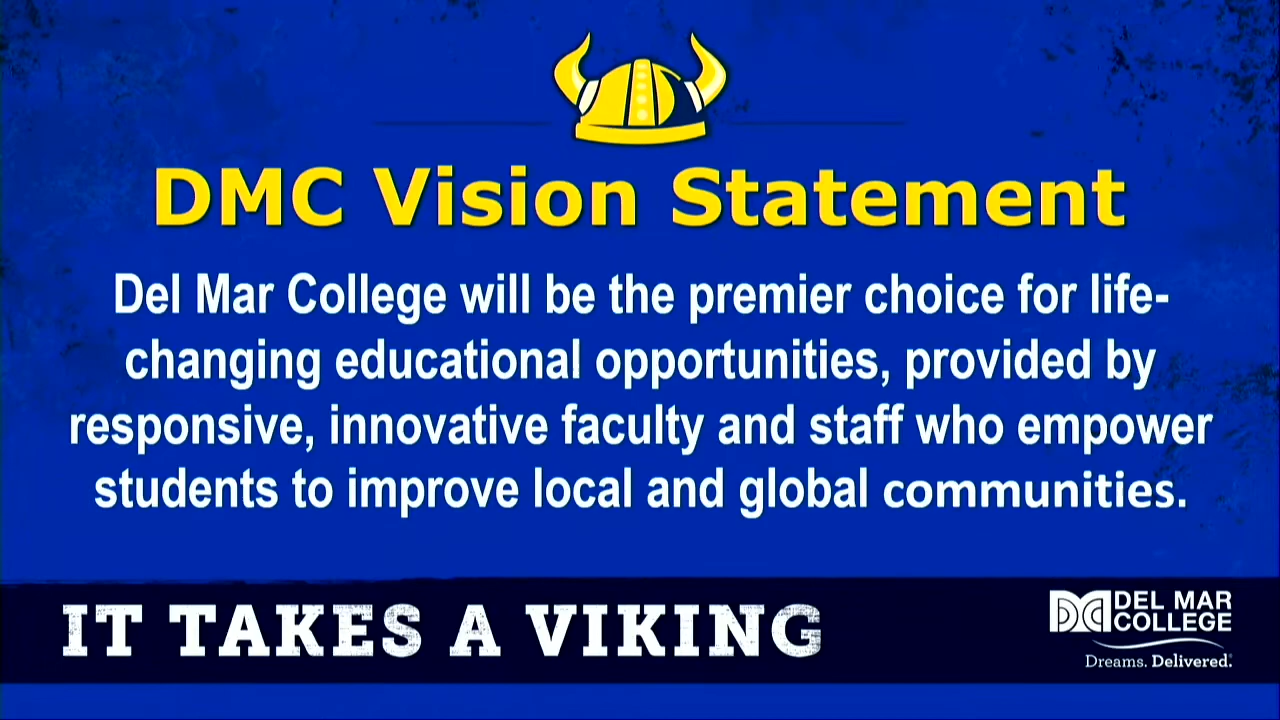 DMC Vision Statement
Del Mar College will be the premier choice for life-
changing educational opportunities, provided by
responsive, innovative faculty and staff who empower
students to improve local and global communities.
IT TAKES A VIKING
DEL MAR
COLLEGE
Dreams. Delivered.